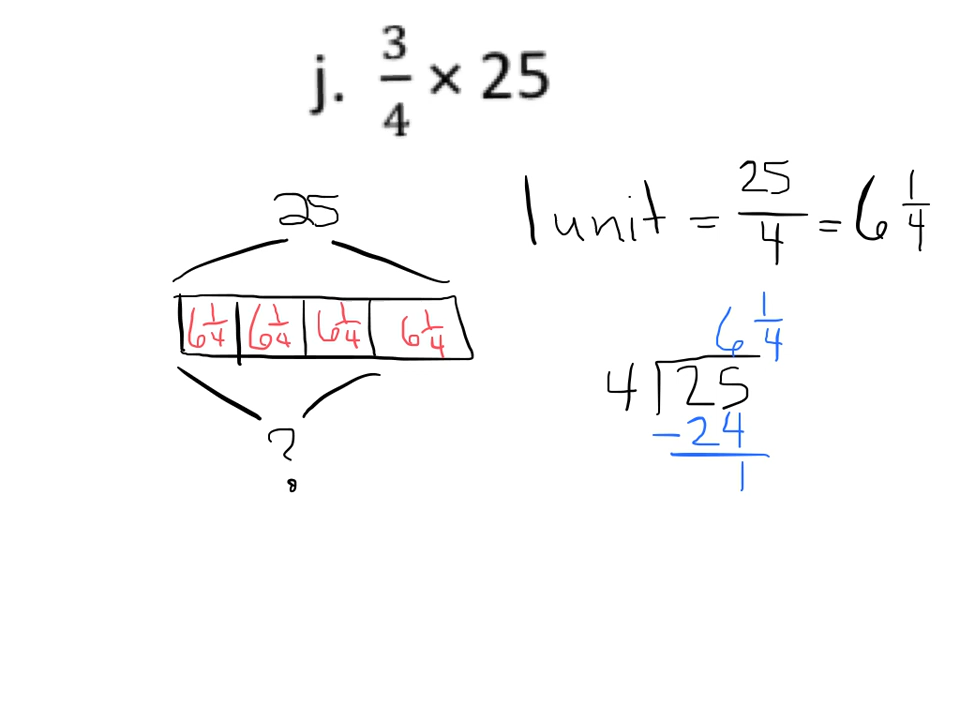 j. 3/4 × 25
25
1 unit = 25/4 = 6 1/4
6 1/4 6 1/4 6 1/4 6 1/4
?
6 1/4
4 25
-24
1